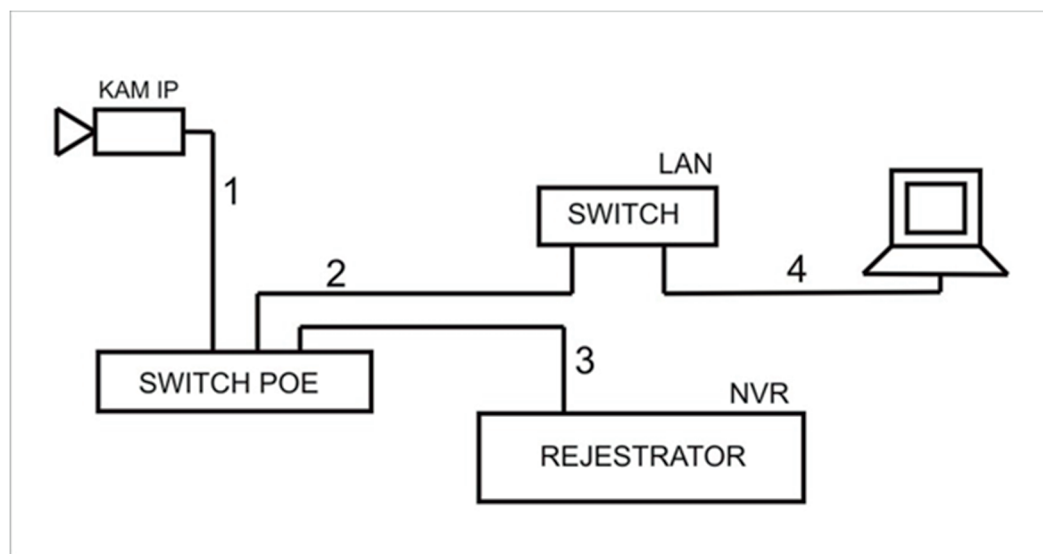 KAM IP
1
LAN
SWITCH
2
4
3
SWITCH POE
NVR
REJESTRATOR